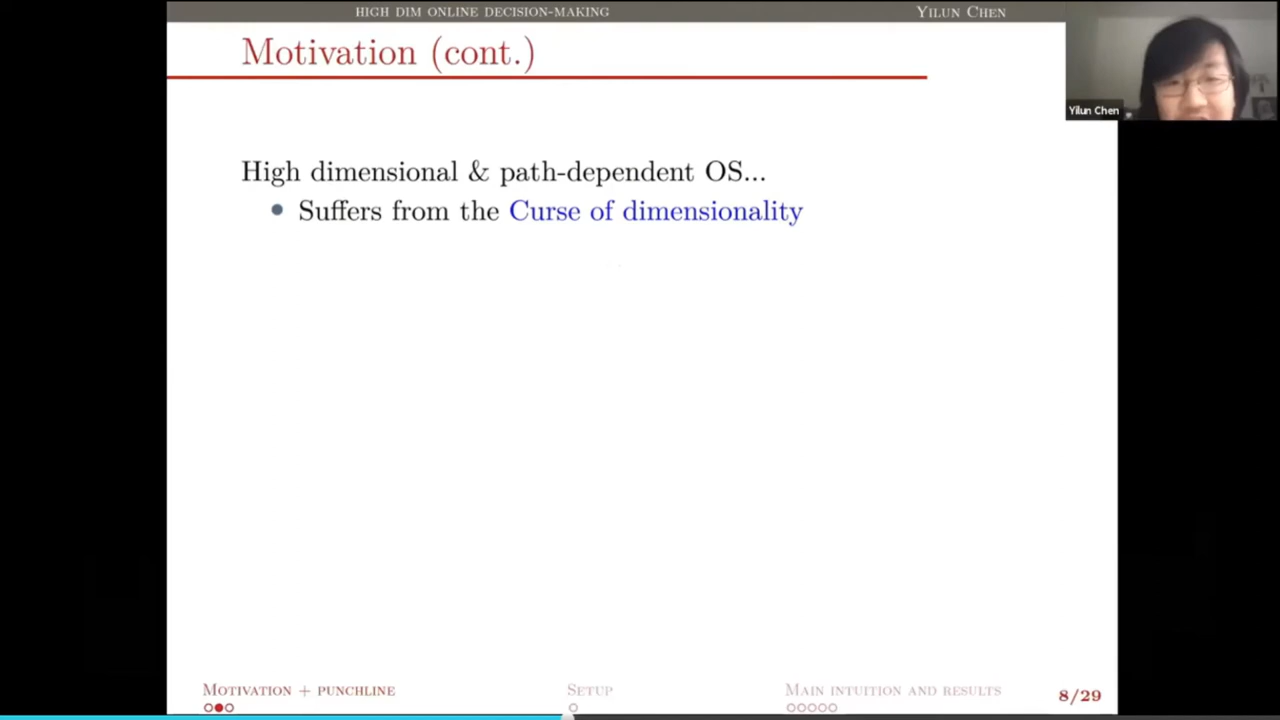 HIGH DIM ONLINE DECISION-MAKING YILUN CHEN
Motivation (cont.)
Yilun Chen
High dimensional & path-dependent OS...
• Suffers from the Curse of dimensionality
MOTIVATION + PUNCHLINE SETUP MAIN INTUITION AND RESULTS 8/29